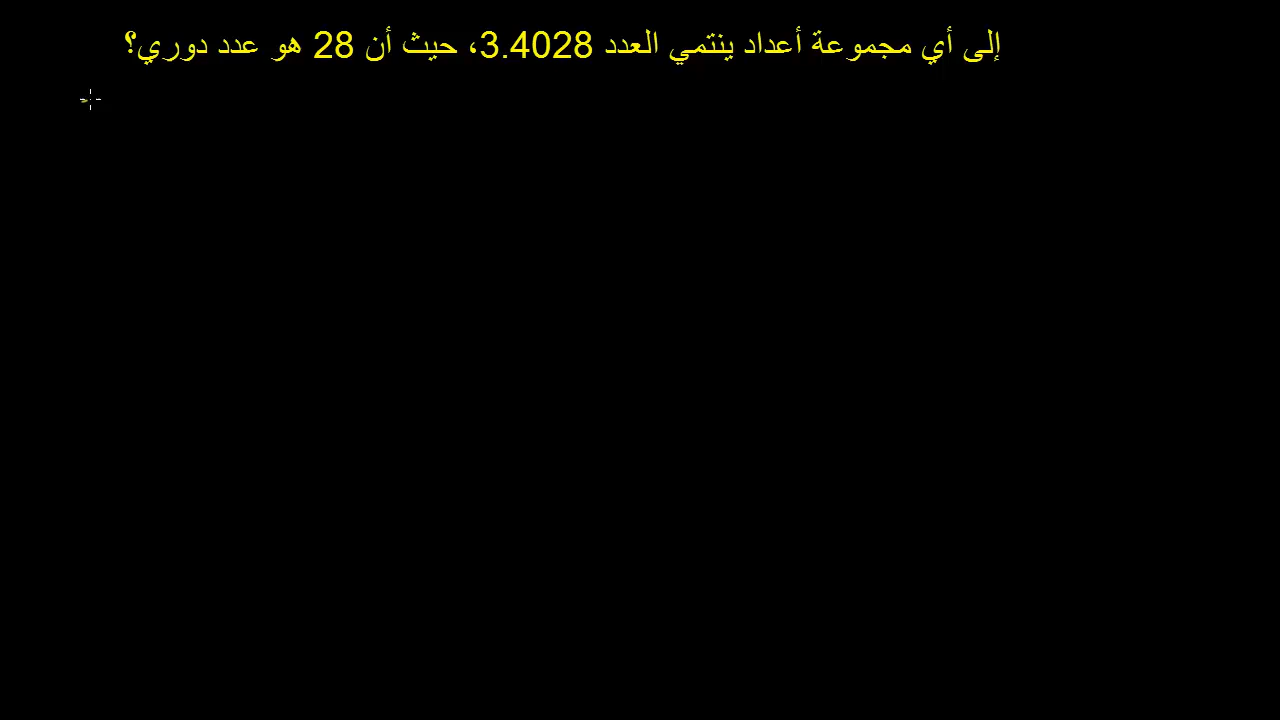 إلى أي مجموعة أعداد ينتمي العدد 3.4028، حيث أن 28 هو عدد دوري؟